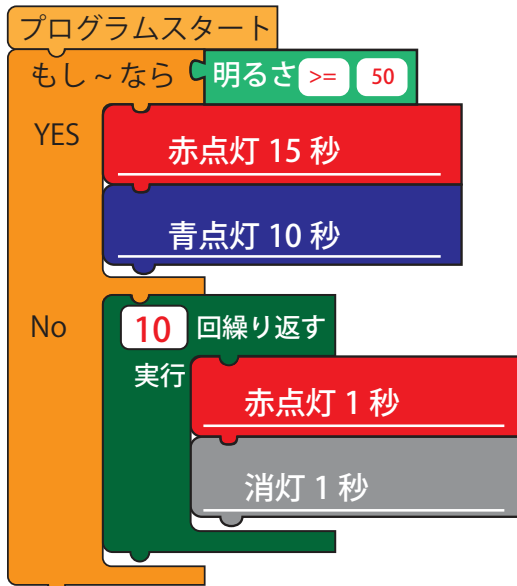 プログラムスタート
もし~なら 明るさ >= 50
YES
赤点灯 15 秒
青点灯 10 秒
No
10 回繰り返す
実行
赤点灯 1 秒
消灯 1 秒